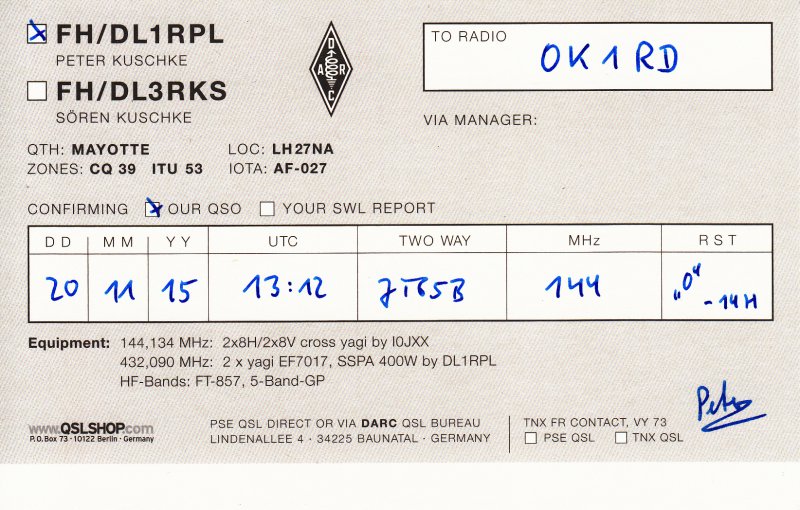 FH/DL1RPL
PETER KUSCHKE
FH/DL3RKS
SÖREN KUSCHKE
D
A R
C
TO RADIO
OK1RD
VIA MANAGER:
QTH: MAYOTTE LOC: LH27NA
ZONES: CQ 39 ITU 53 IOTA: AF-027
CONFIRMING OUR QSO YOUR SWL REPORT
DD MM YY UTC TWO WAY MHz RST
20 11 15 13:12 JT65B 144 "O" -14H
Equipment: 144,134 MHz: 2x8H/2x8V cross yagi by I0JXX
432,090 MHz: 2 x yagi EF7017, SSPA 400W by DL1RPL
HF-Bands: FT-857, 5-Band-GP
Peter
www.QSLSHOP.com
P.O. Box 73 · 10122 Berlin · Germany
PSE QSL DIRECT OR VIA DARC QSL BUREAU
LINDENALLEE 4 · 34225 BAUNATAL · GERMANY
TNX FR CONTACT, VY 73
PSE QSL TNX QSL